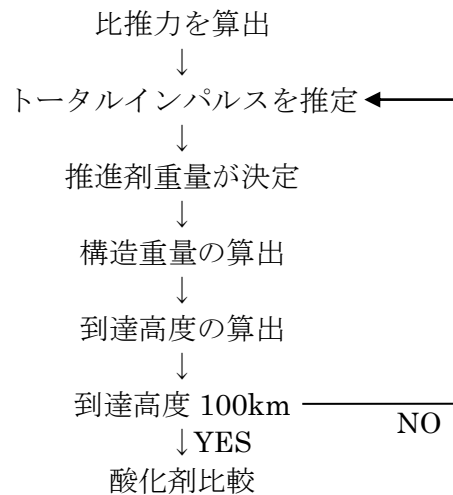 比推力を算出
↓
トータルインパルスを推定
↓
推進剤重量が決定
↓
構造重量の算出
↓
到達高度の算出
↓
到達高度 100km
NO
↓YES
酸化剤比較